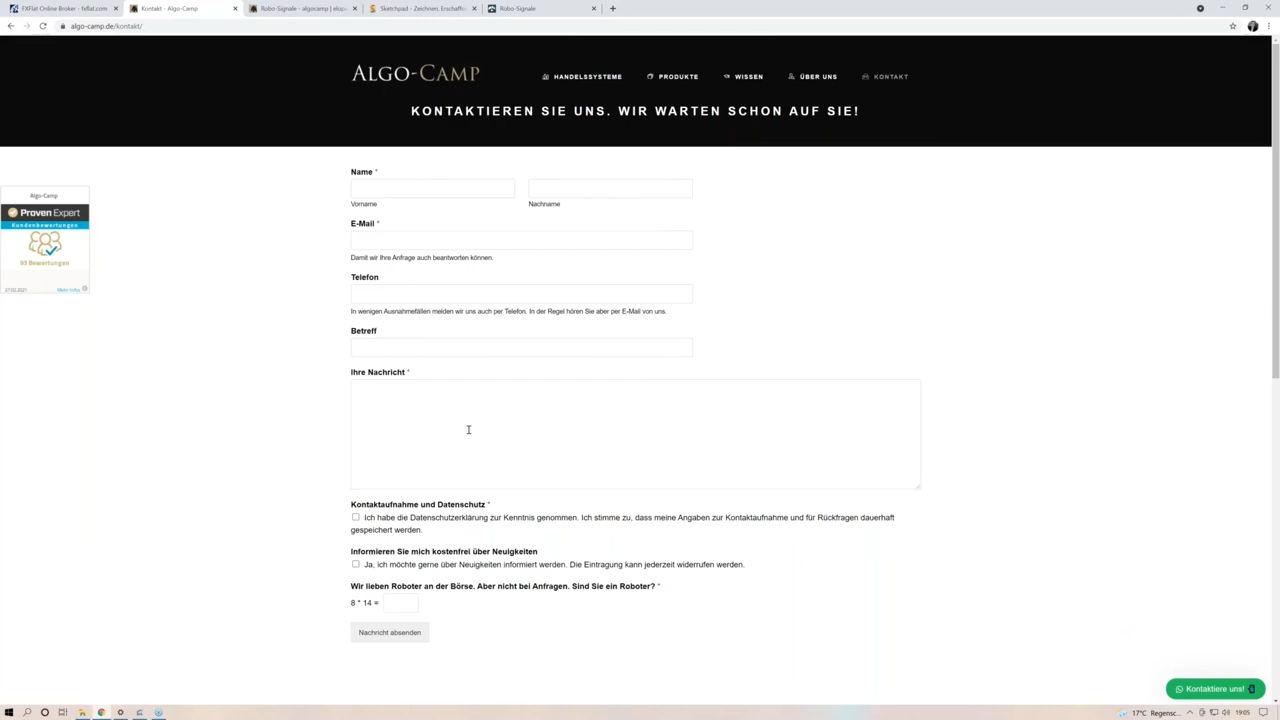 FXFlat Online Broker - fxflat.com
Kontakt - Algo-Camp
Robo-Signale - algocamp | elop
Sketchpad - Zeichnen, Erschaffe
Robo-Signale
algo-camp.de/kontakt/
ALGO-CAMP
HANDELSSYSTEME
PRODUKTE
WISSEN
ÜBER UNS
KONTAKT
KONTAKTIEREN SIE UNS. WIR WARTEN SCHON AUF SIE!
Algo-Camp
Proven Expert
Kundenbewertungen
93 Bewertungen
27.02.2021 Mehr Infos
Name *
Vorname
Nachname
E-Mail *
Damit wir Ihre Anfrage auch beantworten können.
Telefon
In wenigen Ausnahmefällen melden wir uns auch per Telefon. In der Regel hören Sie aber per E-Mail von uns.
Betreff
Ihre Nachricht *
Kontaktaufnahme und Datenschutz *
Ich habe die Datenschutzerklärung zur Kenntnis genommen. Ich stimme zu, dass meine Angaben zur Kontaktaufnahme und für Rückfragen dauerhaft
gespeichert werden.
Informieren Sie mich kostenfrei über Neuigkeiten
Ja, ich möchte gerne über Neuigkeiten informiert werden. Die Eintragung kann jederzeit widerrufen werden.
Wir lieben Roboter an der Börse. Aber nicht bei Anfragen. Sind Sie ein Roboter? *
8 * 14 =
Nachricht absenden
Kontaktiere uns!
17°C Regensc...
19:05